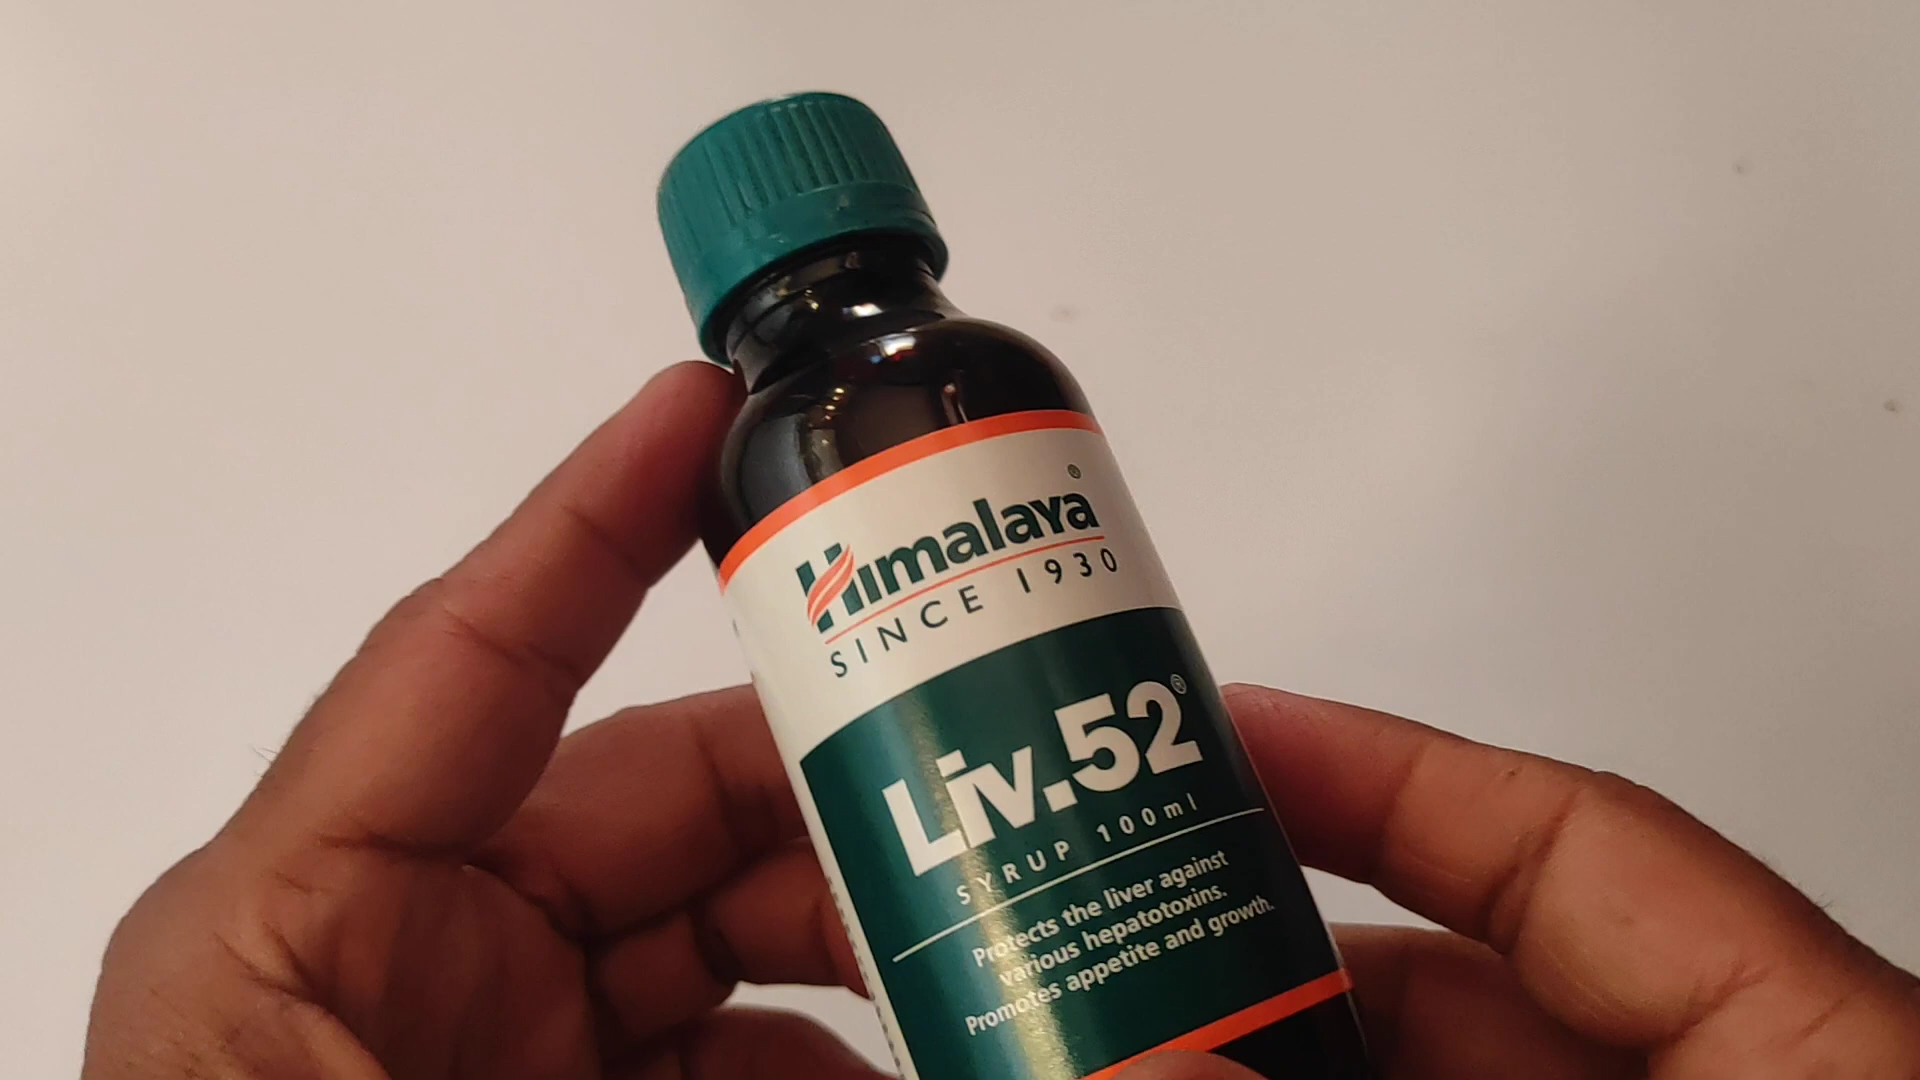 Himalaya®
SINCE 1930
Liv.52®
SYRUP 100ml
Protects the liver against
various hepatotoxins.
Promotes appetite and growth.